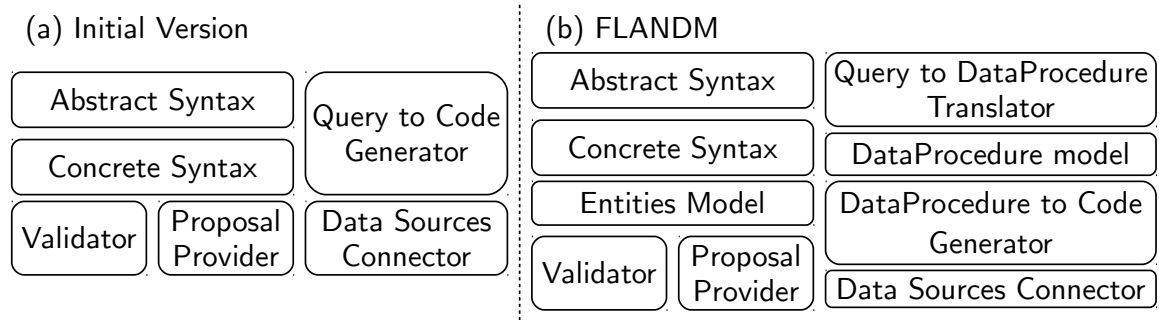 (a) Initial Version
Abstract Syntax
Concrete Syntax
Validator
Proposal
Provider
Query to Code
Generator
Data Sources
Connector
(b) FLANDM
Abstract Syntax
Concrete Syntax
Entities Model
Validator
Proposal
Provider
Query to DataProcedure
Translator
DataProcedure model
DataProcedure to Code
Generator
Data Sources Connector